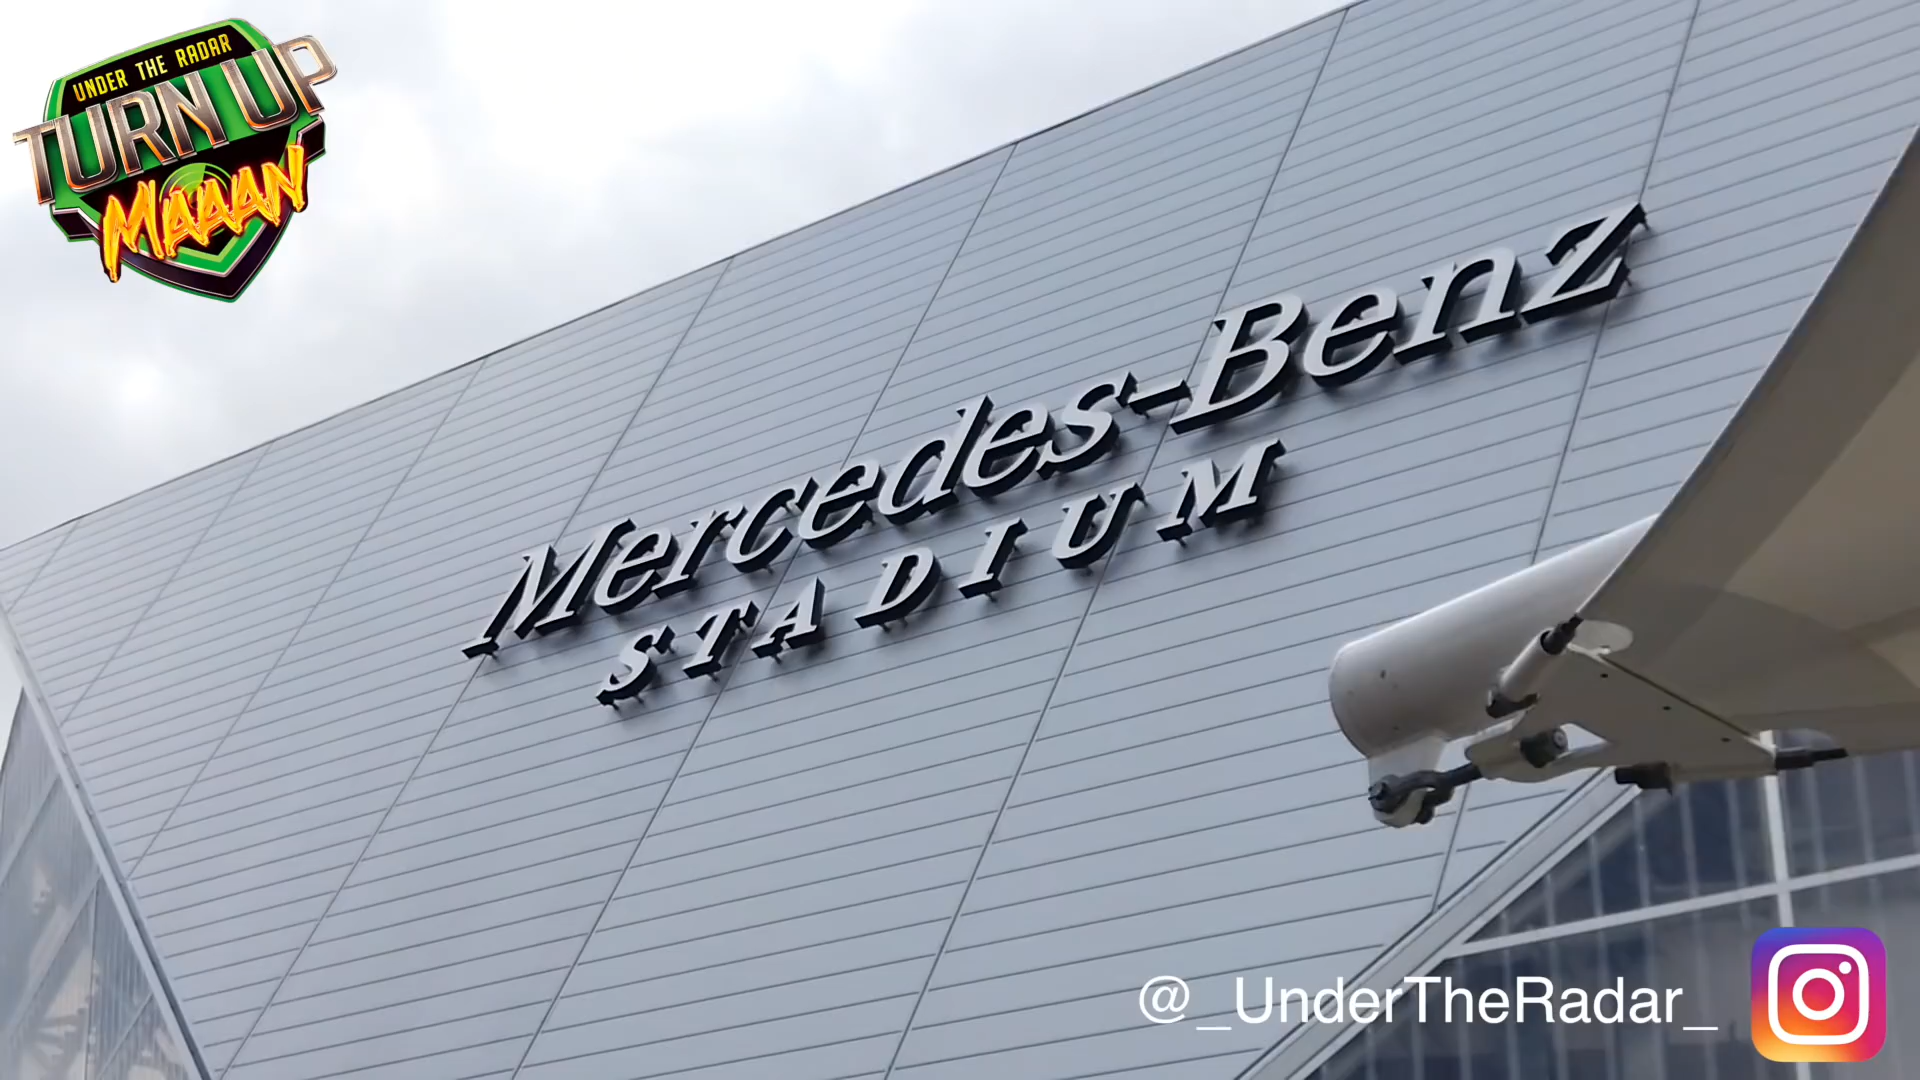 UNDER THE RADAR
TURN UP
MAAAN
Mercedes-Benz
STADIUM
@_UnderTheRadar_